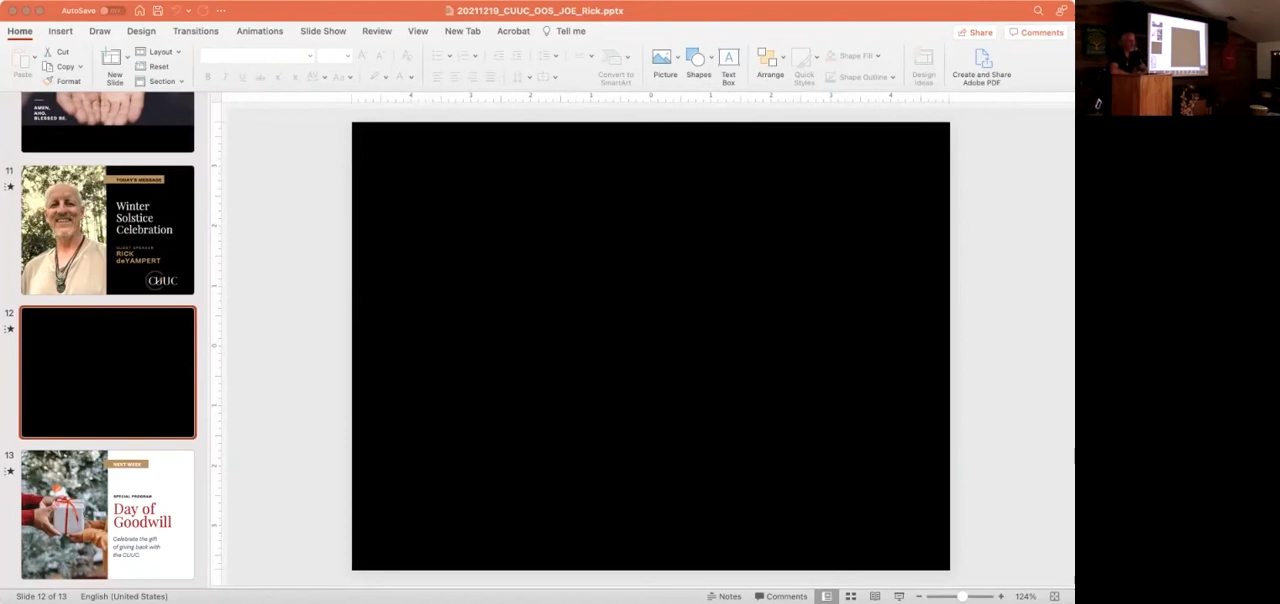 AutoSave
20211219_CUUC_OOS_JOE_Rick.pptx
Home
Insert
Draw
Design
Transitions
Animations
Slide Show
Review
View
New Tab
Acrobat
Tell me
Share
Comments
Paste
Cut
Copy
Format
New Slide
Layout
Reset
Section
Convert to SmartArt
Picture
Shapes
Text Box
Arrange
Quick Styles
Shape Fill
Shape Outline
Design Ideas
Create and Share Adobe PDF
AMEN,
AHO,
BLESSED BE.
11
TODAY'S MESSAGE
Winter
Solstice
Celebration
GUEST SPEAKER
RICK
deYAMPERT
CUUC
12
13
NEXT WEEK
SPECIAL PROGRAM
Day of
Goodwill
Celebrate the gift
of giving back with
the CUUC.
Slide 12 of 13
English (United States)
Notes
Comments
124%